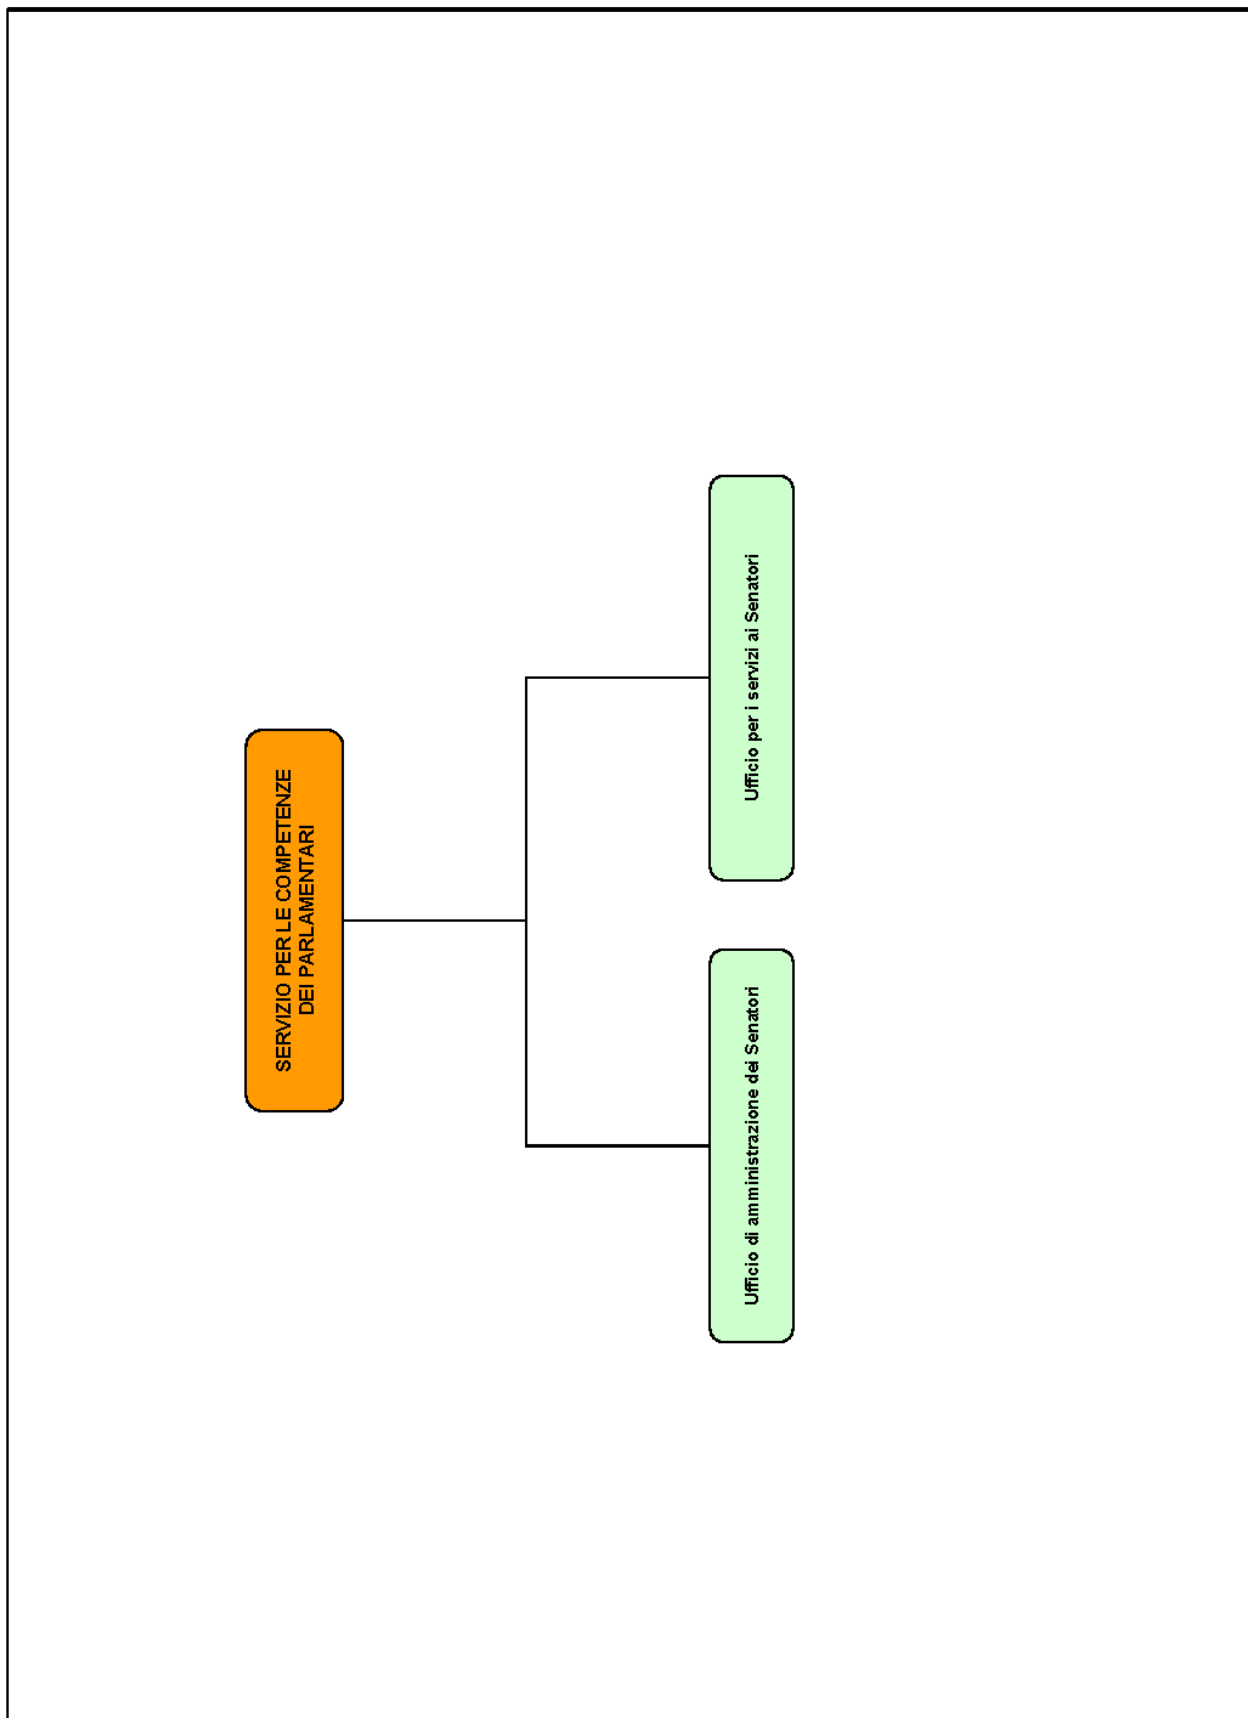 SERVIZIO PER LE COMPETENZE
DEI PARLAMENTARI
Ufficio di amministrazione dei Senatori
Ufficio per i servizi ai Senatori